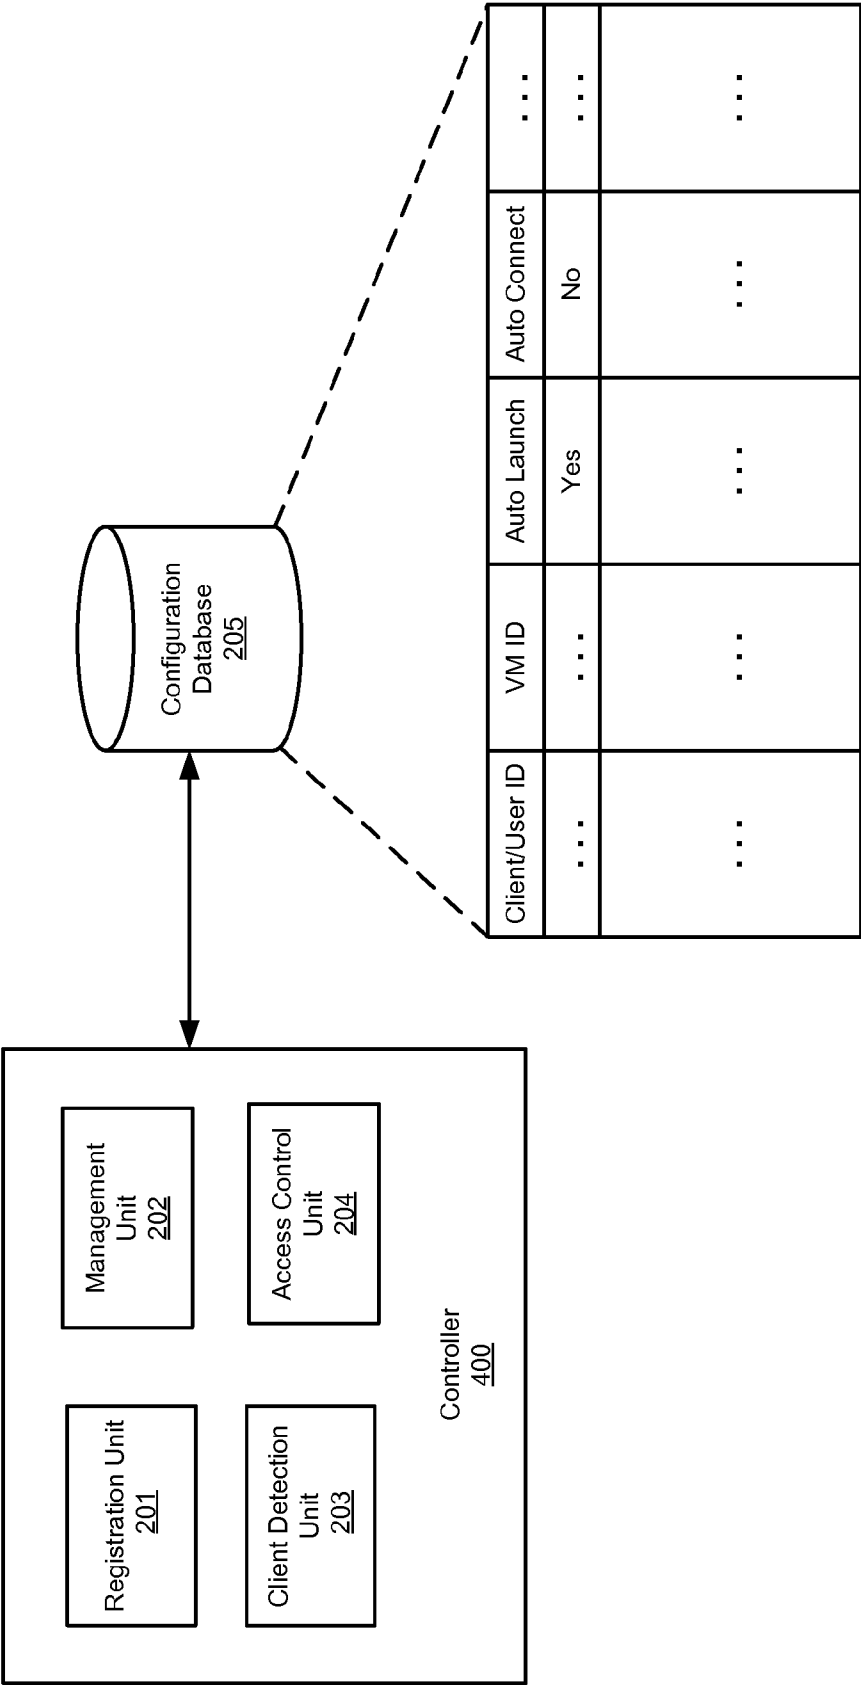 Registration Unit
201
Management
Unit
202
Client Detection
Unit
203
Access Control
Unit
204
Controller
400
Configuration
Database
205
Client/User ID VM ID Auto Launch Auto Connect ...
... ... Yes No ...
... ... ... ... ...